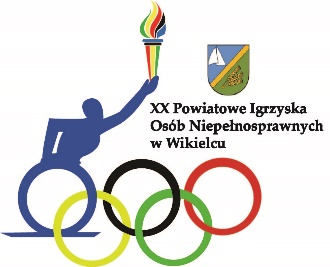 XX Powiatowe Igrzyska
Osób Niepełnosprawnych
w Wikielcu